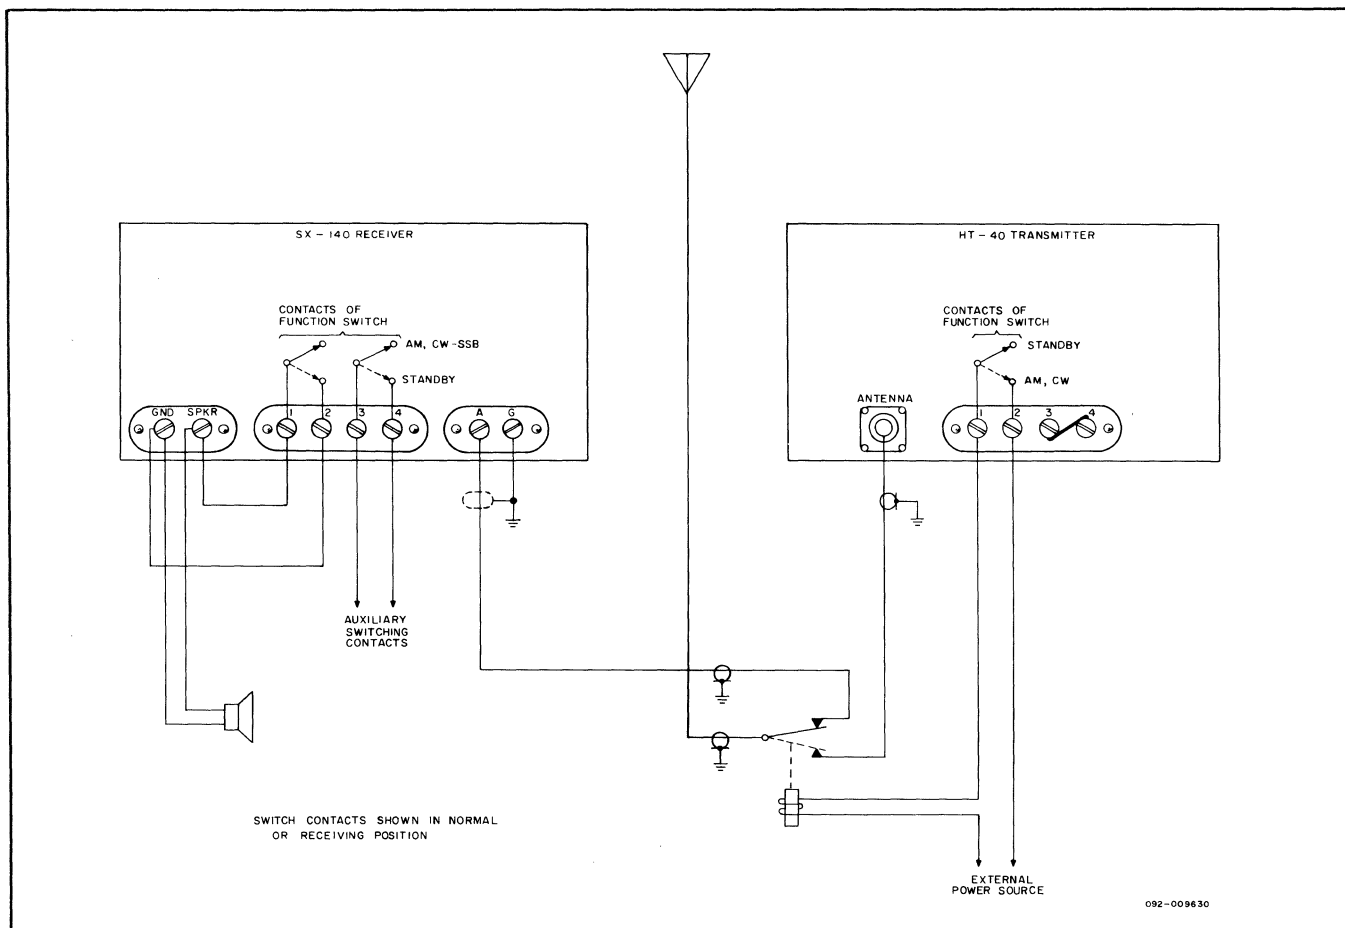 SX-140 RECEIVER
HT-40 TRANSMITTER
CONTACTS OF
FUNCTION SWITCH
AM, CW-SSB
STANDBY
GND SPKR
1 2 3 4
A G
CONTACTS OF
FUNCTION SWITCH
STANDBY
AM, CW
ANTENNA
1 2 3 4
AUXILIARY
SWITCHING
CONTACTS
SWITCH CONTACTS SHOWN IN NORMAL
OR RECEIVING POSITION
EXTERNAL
POWER SOURCE
092-009630